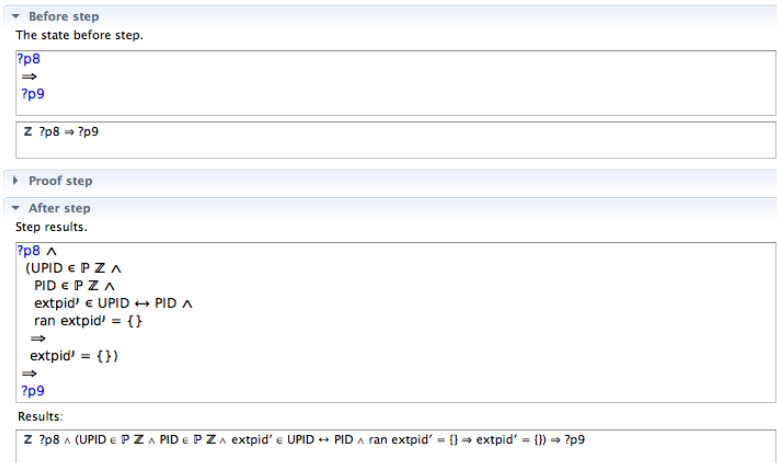 Before step
The state before step.
?p8
⇒
?p9
Z ?p8 ⇒ ?p9
Proof step
After step
Step results.
?p8 ∧
(UPID ∈ ℙ ℤ ∧
PID ∈ ℙ ℤ ∧
extpid′ ∈ UPID ↔ PID ∧
ran extpid′ = {}
⇒
extpid′ = {})
⇒
?p9
Results:
Z ?p8 ∧ (UPID ∈ ℙ ℤ ∧ PID ∈ ℙ ℤ ∧ extpid′ ∈ UPID ↔ PID ∧ ran extpid′ = {} ⇒ extpid′ = {}) ⇒ ?p9